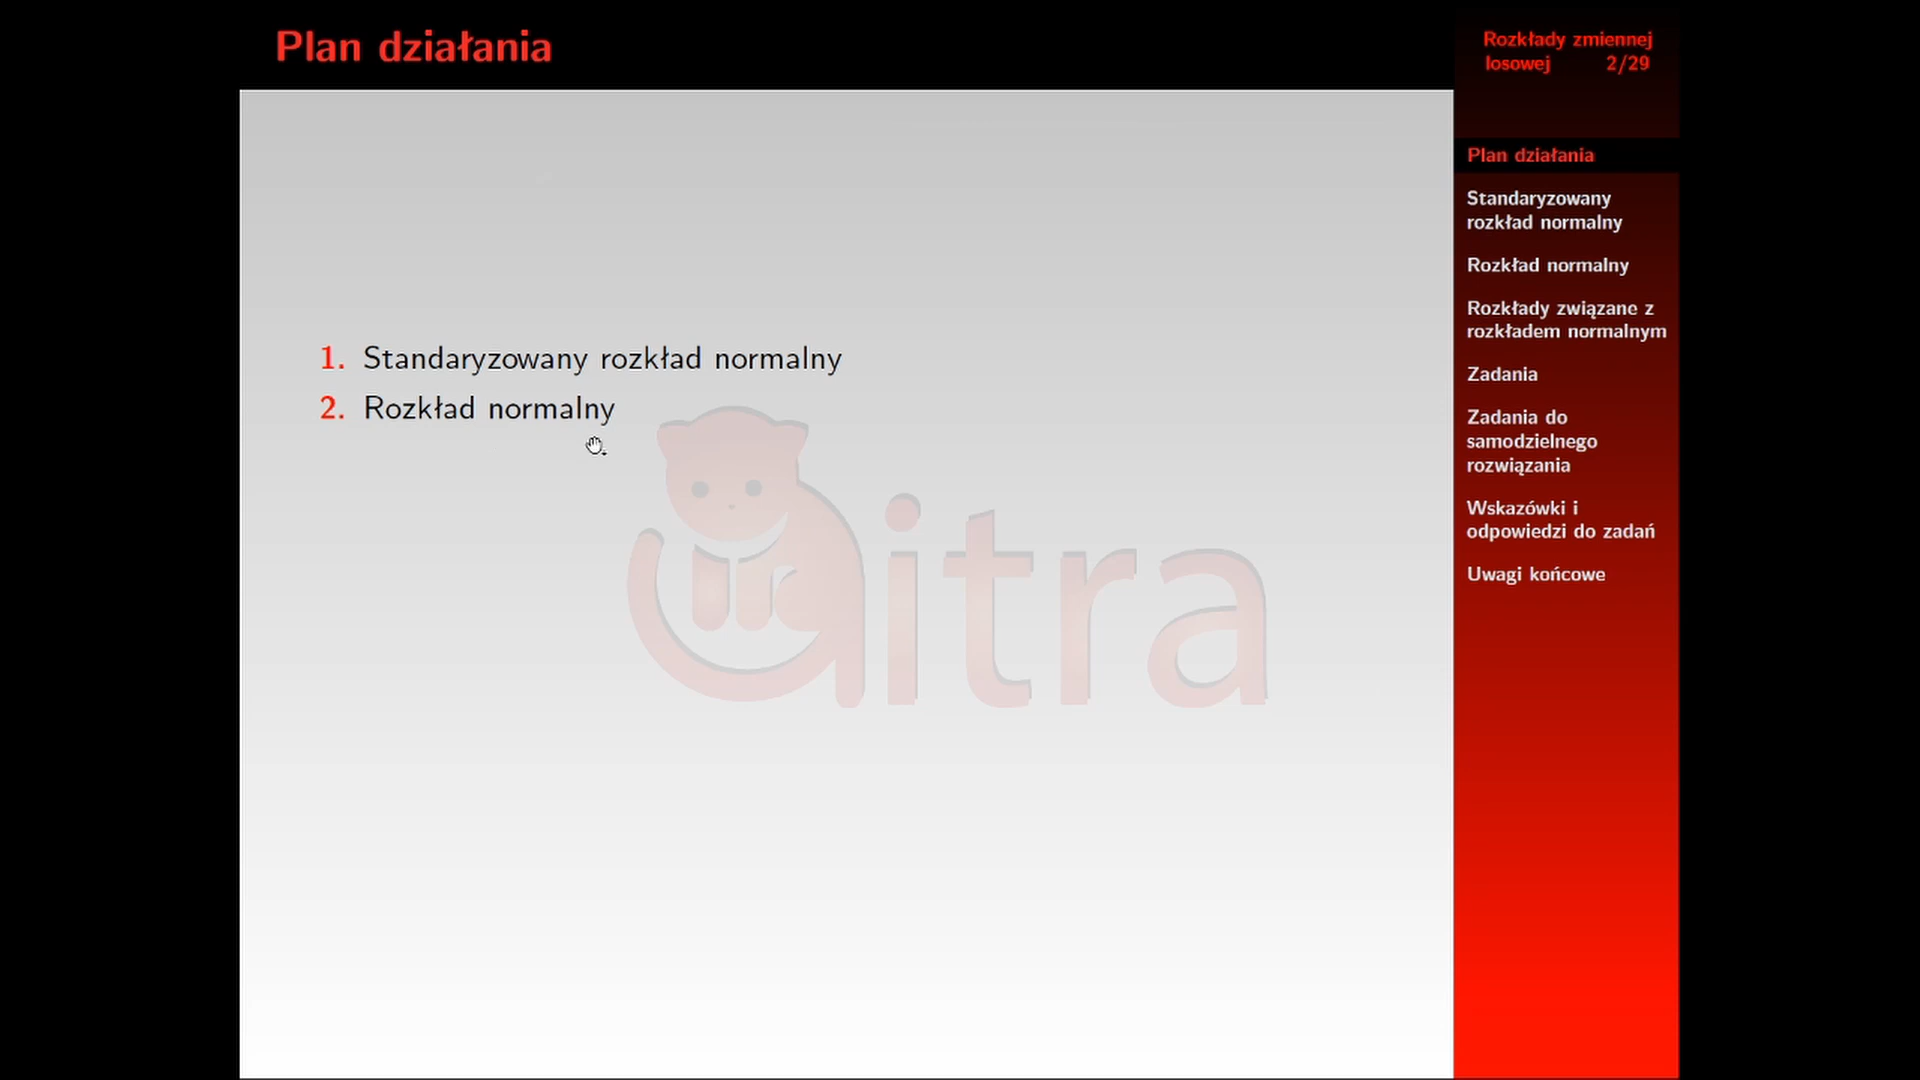 Plan działania
1. Standaryzowany rozkład normalny
2. Rozkład normalny
itra
Rozkłady zmiennej
losowej 2/29
Plan działania
Standaryzowany
rozkład normalny
Rozkład normalny
Rozkłady związane z
rozkładem normalnym
Zadania
Zadania do
samodzielnego
rozwiązania
Wskazówki i
odpowiedzi do zadań
Uwagi końcowe